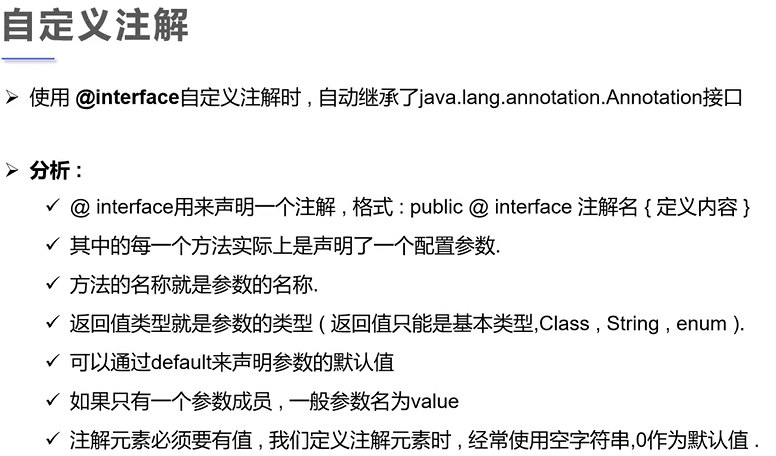 自定义注解
使用 @interface自定义注解时 , 自动继承了java.lang.annotation.Annotation接口
分析 :
@ interface用来声明一个注解 , 格式 : public @ interface 注解名 { 定义内容 }
其中的每一个方法实际上是声明了一个配置参数.
方法的名称就是参数的名称.
返回值类型就是参数的类型 ( 返回值只能是基本类型,Class , String , enum ).
可以通过default来声明参数的默认值
如果只有一个参数成员 , 一般参数名为value
注解元素必须要有值 , 我们定义注解元素时 , 经常使用空字符串,0作为默认值 .